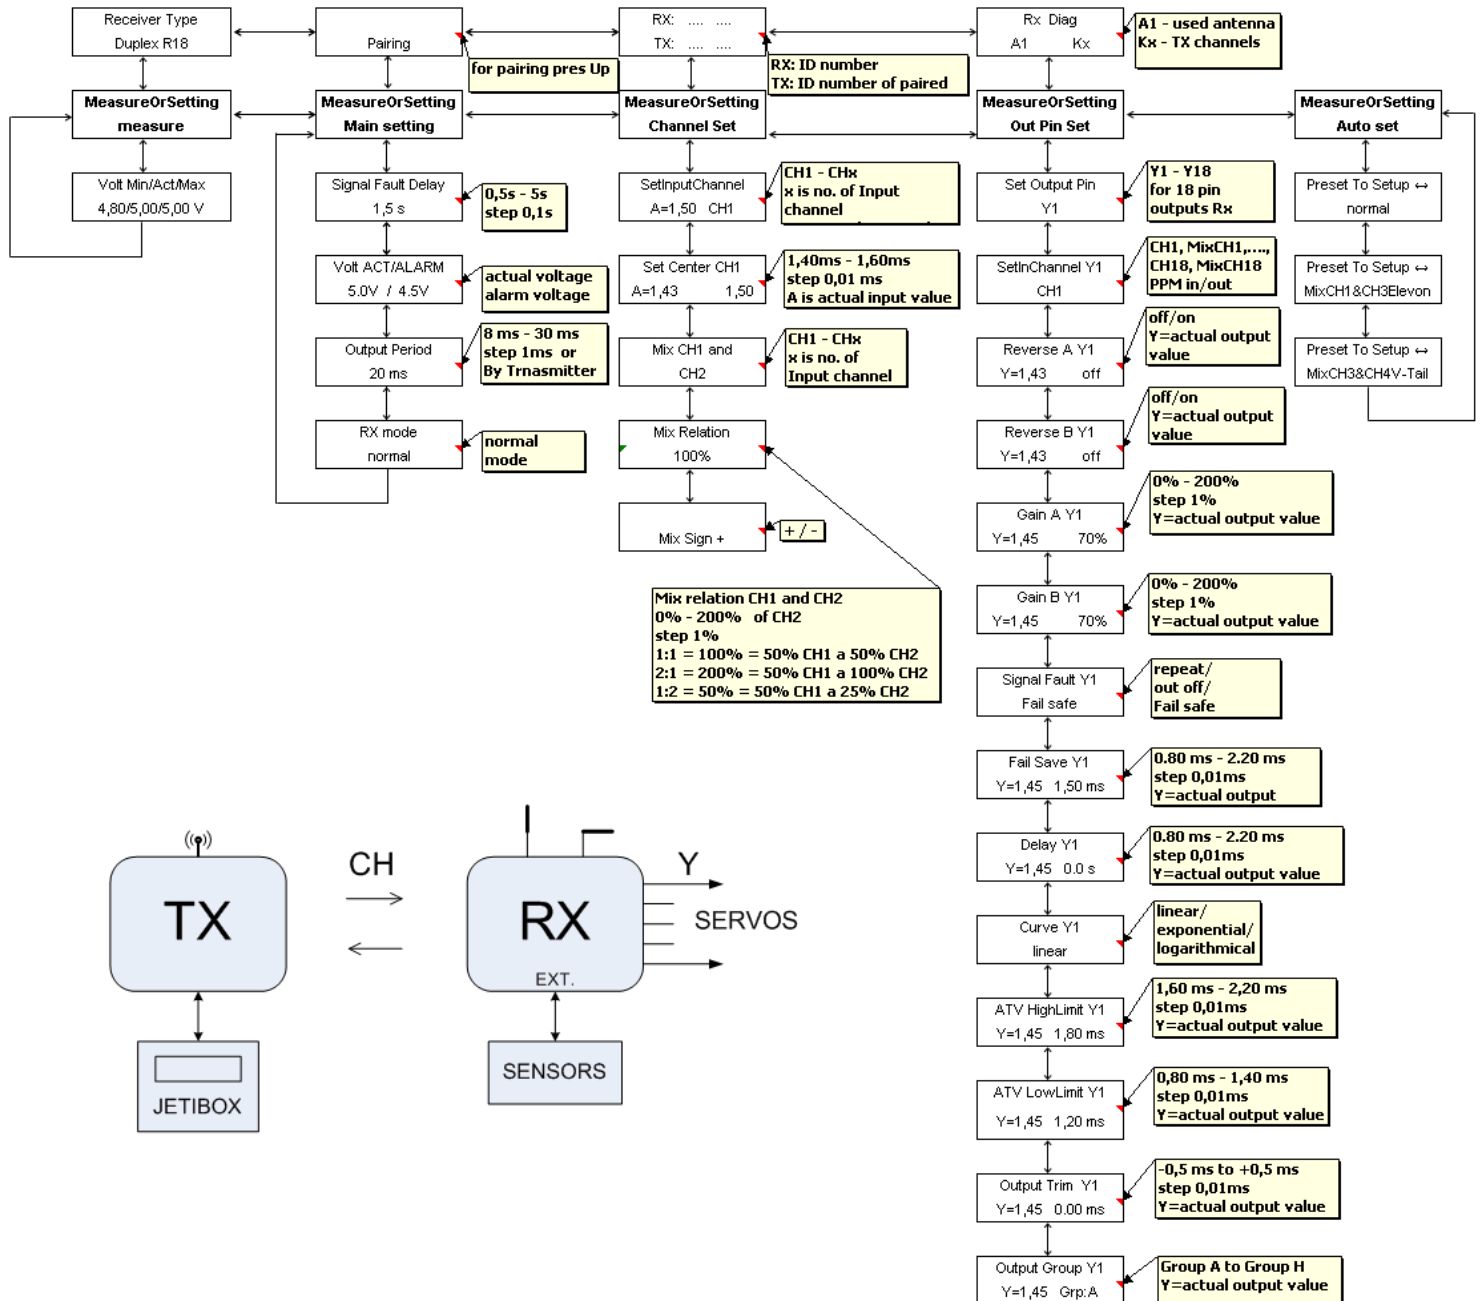 Receiver Type
Duplex R18
Pairing
for pairing pres Up
RX: .... ....
TX: .... ....
RX: ID number
TX: ID number of paired
Rx Diag
A1 Kx
A1 - used antenna
Kx - TX channels
MeasureOrSetting
measure
MeasureOrSetting
Main setting
MeasureOrSetting
Channel Set
MeasureOrSetting
Out Pin Set
MeasureOrSetting
Auto set
Volt Min/Act/Max
4,80/5,00/5,00 V
Signal Fault Delay
1,5 s
0,5s - 5s
step 0,1s
Volt ACT/ALARM
5.0V / 4.5V
actual voltage
alarm voltage
Output Period
20 ms
8 ms - 30 ms
step 1ms or
By Trnasmitter
RX mode
normal
normal
mode
SetInputChannel
A=1,50 CH1
CH1 - CHx
x is no. of Input
channel
Set Center CH1
A=1,43 1,50
1,40ms - 1,60ms
step 0,01 ms
A is actual input value
Mix CH1 and
CH2
CH1 - CHx
x is no. of
Input channel
Mix Relation
100%
Mix Sign +
+ / -
Mix relation CH1 and CH2
0% - 200% of CH2
step 1%
1:1 = 100% = 50% CH1 a 50% CH2
2:1 = 200% = 50% CH1 a 100% CH2
1:2 = 50% = 50% CH1 a 25% CH2
Set Output Pin
Y1
Y1 - Y18
for 18 pin
outputs Rx
SetInChannel Y1
CH1
CH1, MixCH1,....,
CH18, MixCH18
PPM in/out
Reverse A Y1
Y=1,43 off
off/on
Y=actual output
value
Reverse B Y1
Y=1,43 off
off/on
Y=actual output
value
Gain A Y1
Y=1,45 70%
0% - 200%
step 1%
Y=actual output value
Gain B Y1
Y=1,45 70%
0% - 200%
step 1%
Y=actual output value
Signal Fault Y1
Fail safe
repeat/
out off/
Fail safe
Fail Save Y1
Y=1,45 1,50 ms
0.80 ms - 2.20 ms
step 0,01ms
Y=actual output
Delay Y1
Y=1,45 0.0 s
0.80 ms - 2.20 ms
step 0,01ms
Y=actual output value
Curve Y1
linear
linear/
exponential/
logarithmical
ATV HighLimit Y1
Y=1,45 1,80 ms
1,60 ms - 2,20 ms
step 0,01ms
Y=actual output value
ATV LowLimit Y1
Y=1,45 1,20 ms
0,80 ms - 1,40 ms
step 0,01ms
Y=actual output value
Output Trim Y1
Y=1,45 0.00 ms
-0,5 ms to +0,5 ms
step 0,01ms
Y=actual output value
Output Group Y1
Y=1,45 Grp:A
Group A to Group H
Y=actual output value
Preset To Setup ↔
normal
Preset To Setup ↔
MixCH1&CH3Elevon
Preset To Setup ↔
MixCH3&CH4V-Tail
TX
CH
RX
EXT.
Y
SERVOS
JETIBOX
SENSORS